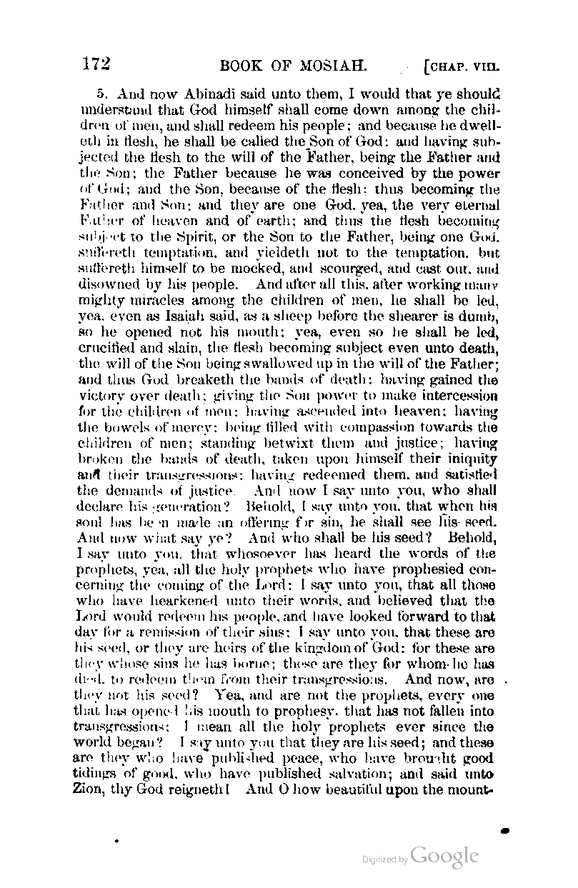 172 BOOK OF MOSIAH. [CHAP. VIII.
5. And now Abinadi said unto them, I would that ye should
understand that God himself shall come down among the chil-
dren of men, and shall redeem his people; and because he dwell-
eth in flesh, he shall be called the Son of God: and having sub-
jected the flesh to the will of the Father, being the Father and
the Son; the Father because he was conceived by the power
of God; and the Son, because of the flesh: thus becoming the
Father and Son: and they are one God, yea, the very eternal
Father of heaven and of earth; and thus the flesh becoming
subject to the Spirit, or the Son to the Father, being one God,
suffereth temptation, and yieldeth not to the temptation, but
suffereth himself to be mocked, and scourged, and cast out, and
disowned by his people. And after all this, after working many
mighty miracles among the children of men, he shall be led,
yea, even as Isaiah said, as a sheep before the shearer is dumb,
so he opened not his mouth; yea, even so he shall be led,
crucified and slain, the flesh becoming subject even unto death,
the will of the Son being swallowed up in the will of the Father;
and thus God breaketh the bands of death: having gained the
victory over death; giving the Son power to make intercession
for the children of men: having ascended into heaven: having
the bowels of mercy: being filled with compassion towards the
children of men; standing betwixt them and justice; having
broken the bands of death, taken upon himself their iniquity
and their transgressions: having redeemed them, and satisfied
the demands of justice. And now I say unto you, who shall
declare his generation? Behold, I say unto you, that when his
soul has been made an offering for sin, he shall see his seed.
And now what say ye? And who shall be his seed? Behold,
I say unto you, that whosoever has heard the words of the
prophets, yea, all the holy prophets who have prophesied con-
cerning the coming of the Lord: I say unto you, that all those
who have hearkened unto their words, and believed that the
Lord would redeem his people, and have looked forward to that
day for a remission of their sins: I say unto you, that these are
his seed, or they are heirs of the kingdom of God: for these are
they whose sins he has borne; these are they for whom he has
died, to redeem them from their transgressions. And now, are
they not his seed? Yea, and are not the prophets, every one
that has opened his mouth to prophesy, that has not fallen into
transgressions; I mean all the holy prophets ever since the
world began? I say unto you that they are his seed; and these
are they who have published peace, who have brought good
tidings of good, who have published salvation; and said unto
Zion, thy God reigneth! And O how beautiful upon the mount-
Digitized by Google